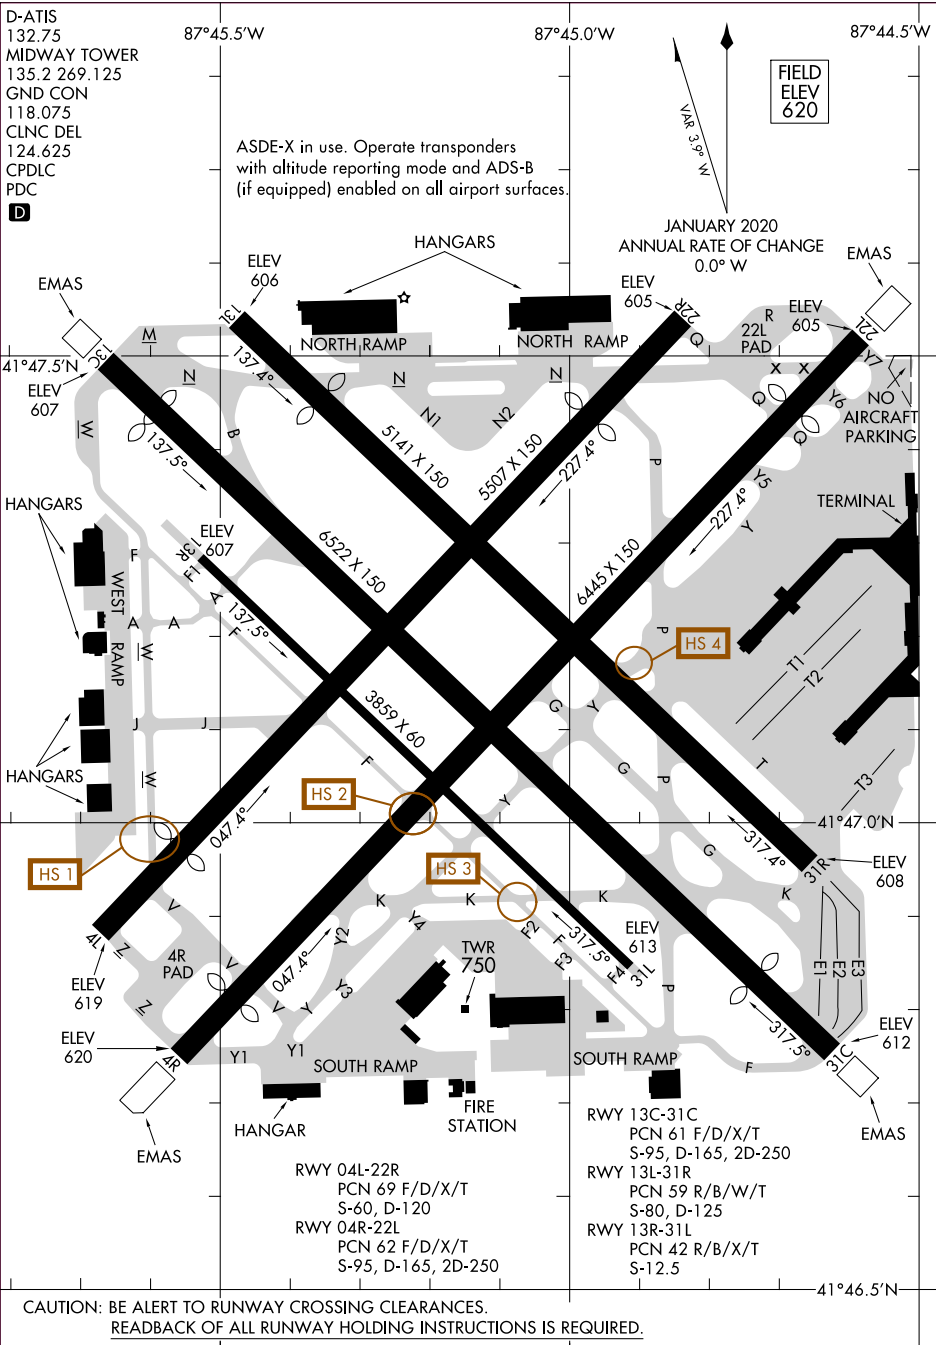 D-ATIS
132.75
MIDWAY TOWER
135.2 269.125
GND CON
118.075
CLNC DEL
124.625
CPDLC
PDC
D
87°45.5'W
87°45.0'W
87°44.5'W
FIELD
ELEV
620
VAR 3.9° W
ASDE-X in use. Operate transponders
with altitude reporting mode and ADS-B
(if equipped) enabled on all airport surfaces.
JANUARY 2020
ANNUAL RATE OF CHANGE
0.0° W
HANGARS
EMAS
ELEV
606
ELEV
605
ELEV
605
EMAS
13L
22R
22L
R
22L
PAD
M
13C
NORTH RAMP
NORTH RAMP
Q
Y7
41°47.5'N
ELEV
607
N
N
N
137.4°
X X
NO
AIRCRAFT
PARKING
W
B
N1
N2
Q
Y6
Q
137.5°
5141 X 150
5507 X 150
227.4°
P
Y5
HANGARS
227.4°
Y
TERMINAL
ELEV
607
13R
F1
F
6522 X 150
6445 X 150
WEST
RAMP
A
A
A
F
137.5°
P
HS 4
W
T1
T2
J
J
3859 X 60
G
Y
F
G
P
T
HANGARS
W
HS 2
Y
T3
047.4°
41°47.0'N
HS 1
HS 3
G
317.4°
31R
ELEV
608
V
K
K
K
K
Y4
Y2
F2
F
F3
4L
Z
4R
PAD
V
047.4°
TWR
750
317.5°
ELEV
613
F4
31L
E1
E2
E3
ELEV
619
Z
Y3
V
Y
P
317.5°
ELEV
620
4R
Y1
Y1
SOUTH RAMP
SOUTH RAMP
F
31C
ELEV
612
HANGAR
FIRE
STATION
EMAS
EMAS
RWY 04L-22R
PCN 69 F/D/X/T
S-60, D-120
RWY 04R-22L
PCN 62 F/D/X/T
S-95, D-165, 2D-250
RWY 13C-31C
PCN 61 F/D/X/T
S-95, D-165, 2D-250
RWY 13L-31R
PCN 59 R/B/W/T
S-80, D-125
RWY 13R-31L
PCN 42 R/B/X/T
S-12.5
41°46.5'N
CAUTION: BE ALERT TO RUNWAY CROSSING CLEARANCES.
READBACK OF ALL RUNWAY HOLDING INSTRUCTIONS IS REQUIRED.